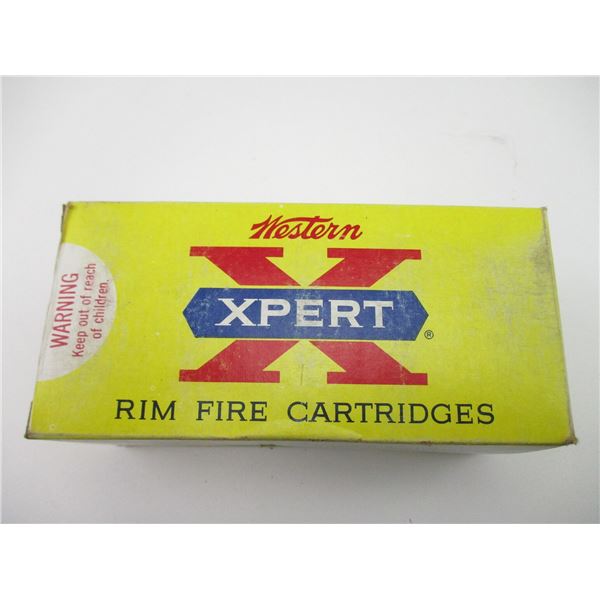 Western
X
XPERT®
RIM FIRE CARTRIDGES
WARNING
Keep out of reach
of children.